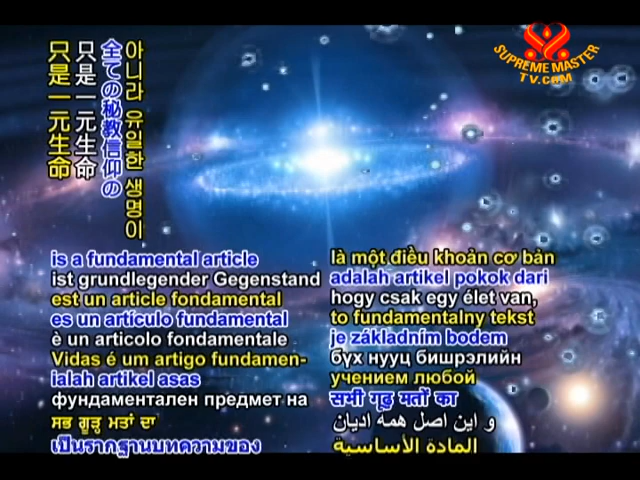 SUPREME MASTER
TV.COM
아니라 유일한 생명이
全ての秘教信仰の
只是一元生命
只是一元生命
is a fundamental article
ist grundlegender Gegenstand
est un article fondamental
es un artículo fundamental
è un articolo fondamentale
Vidas é um artigo fundamen-
ialah artikel asas
фундаментален предмет на
ਸਭ ਗੂੜ੍ਹ ਮਤਾਂ ਦਾ
เป็นรากฐานบทความของ
là một điều khoản cơ bản
adalah artikel pokok dari
hogy csak egy élet van,
to fundamentalny tekst
je základním bodem
бүх нууц бишрэлийн
учением любой
सभी गूढ़ मतों का
و این اصل همه ادیان
المادة الأساسية